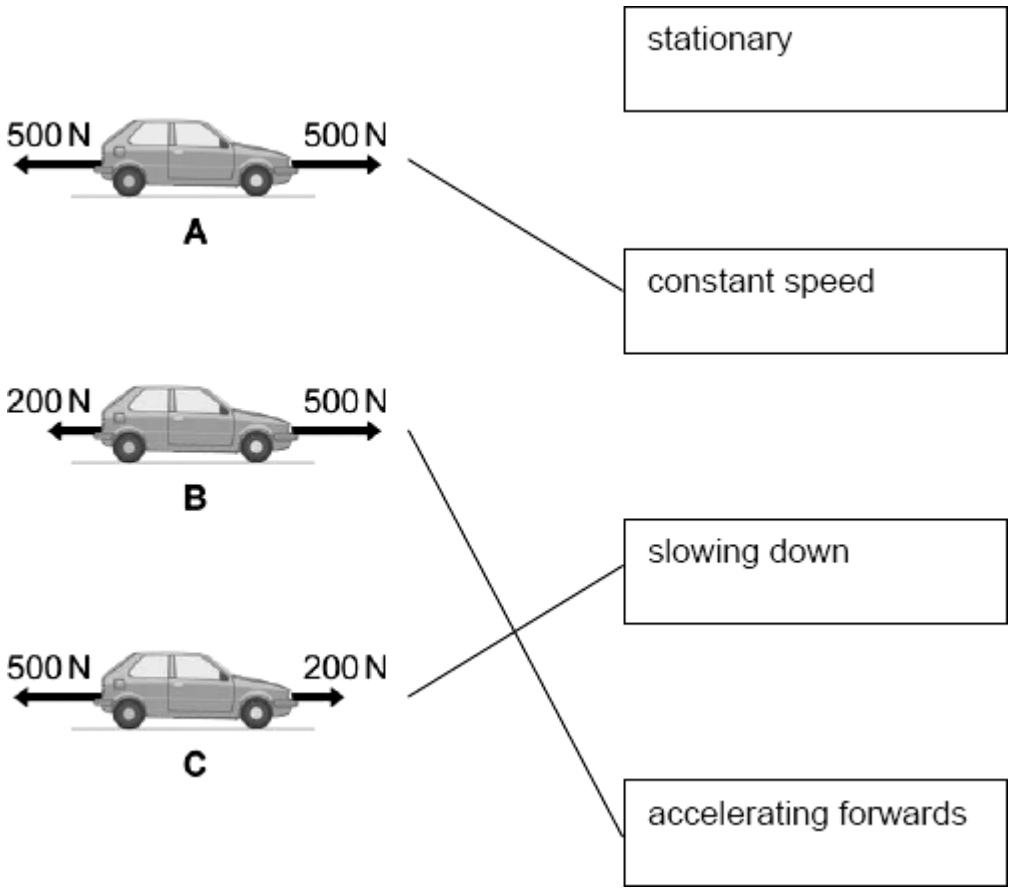 stationary
500 N 500 N
A
constant speed
200 N 500 N
B
slowing down
500 N 200 N
C
accelerating forwards